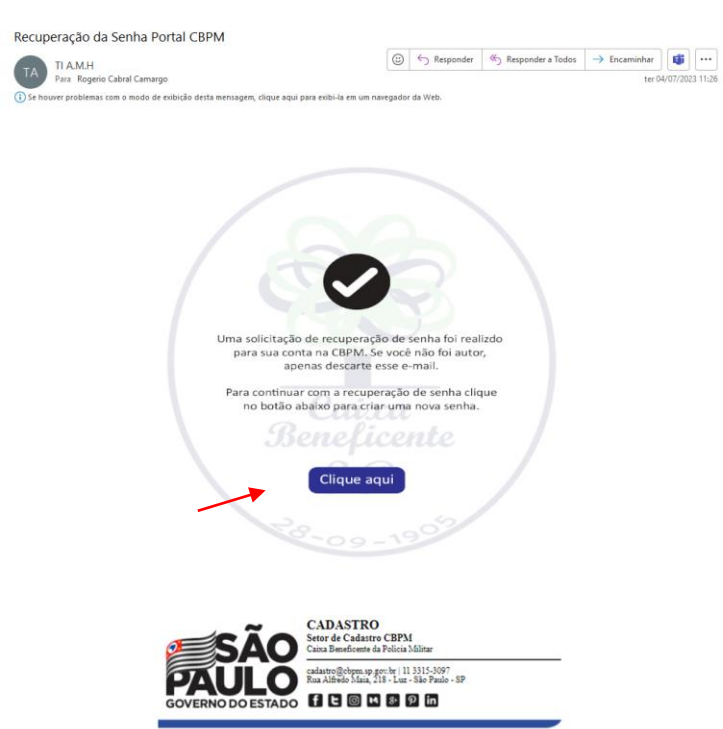 Recuperação da Senha Portal CBPM
TA
TI A.M.H
Para Rogerio Cabral Camargo
Responder
Responder a Todos
Encaminhar
ter 04/07/2023 11:26
Se houver problemas com o modo de exibição desta mensagem, clique aqui para exibi-la em um navegador da Web.
Uma solicitação de recuperação de senha foi realizdo
para sua conta na CBPM. Se você não foi autor,
apenas descarte esse e-mail.
Para continuar com a recuperação de senha clique
no botão abaixo para criar uma nova senha.
Caixa
Beneficente
Clique aqui
28-09-1905
SÃO
PAULO
GOVERNO DO ESTADO
CADASTRO
Setor de Cadastro CBPM
Caixa Beneficente da Polícia Militar
cadastro@cbpm.sp.gov.br | 11 3315-3097
Rua Alfredo Maia, 218 - Luz - São Paulo - SP